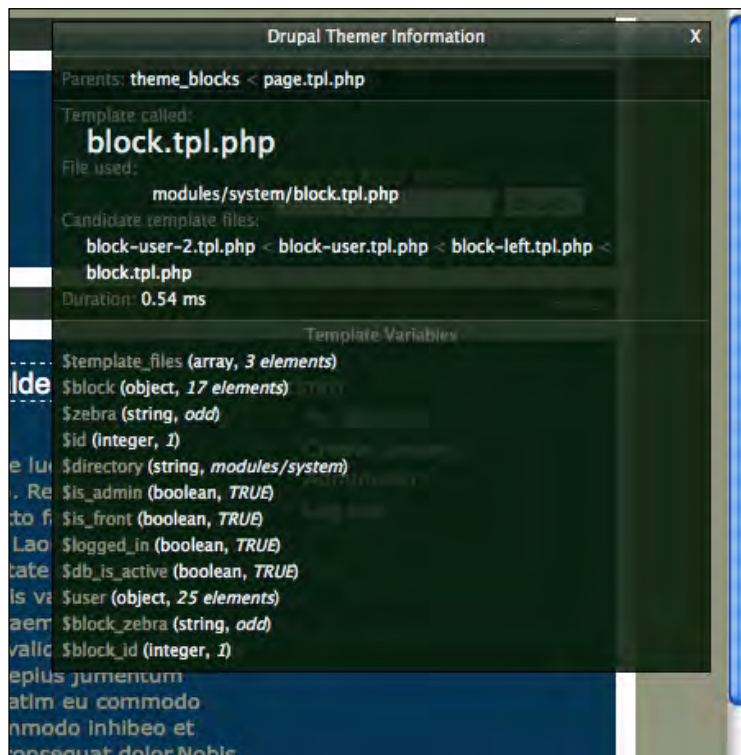 Drupal Themer Information X
Parents: theme_blocks < page.tpl.php
Template called:
block.tpl.php
File used:
modules/system/block.tpl.php
Candidate template files:
block-user-2.tpl.php < block-user.tpl.php < block-left.tpl.php <
block.tpl.php
Duration: 0.54 ms
Template Variables
$template_files (array, 3 elements)
$block (object, 17 elements)
$zebra (string, odd)
$id (integer, 1)
$directory (string, modules/system)
$is_admin (boolean, TRUE)
$is_front (boolean, TRUE)
$logged_in (boolean, TRUE)
$db_is_active (boolean, TRUE)
$user (object, 25 elements)
$block_zebra (string, odd)
$block_id (integer, 1)
epius jumentum
atim eu commodo
nmodo inhibeo et
dolor Nobis